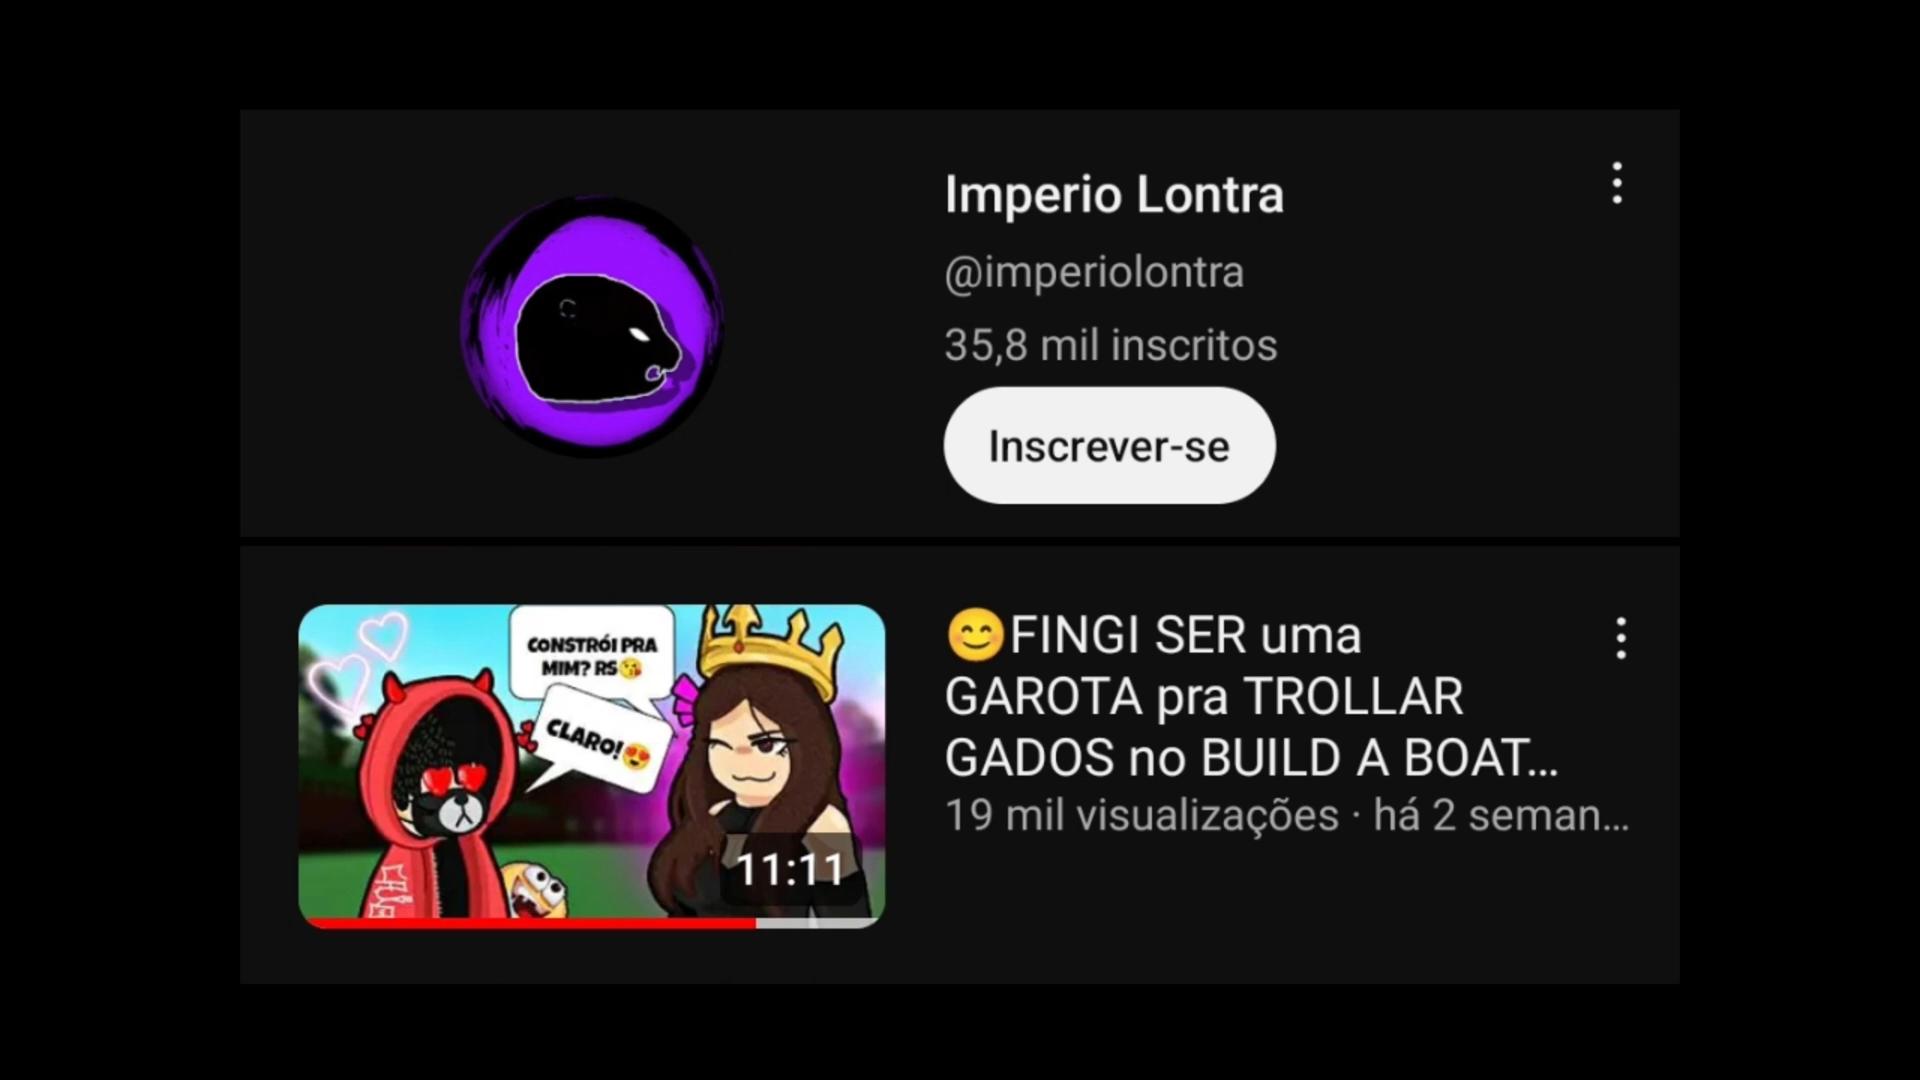 Imperio Lontra
@imperiolontra
35,8 mil inscritos
Inscrever-se
CONSTRÓI PRA
MIM? RS😘
CLARO!😍
11:11
😊FINGI SER uma
GAROTA pra TROLLAR
GADOS no BUILD A BOAT...
19 mil visualizações · há 2 seman...